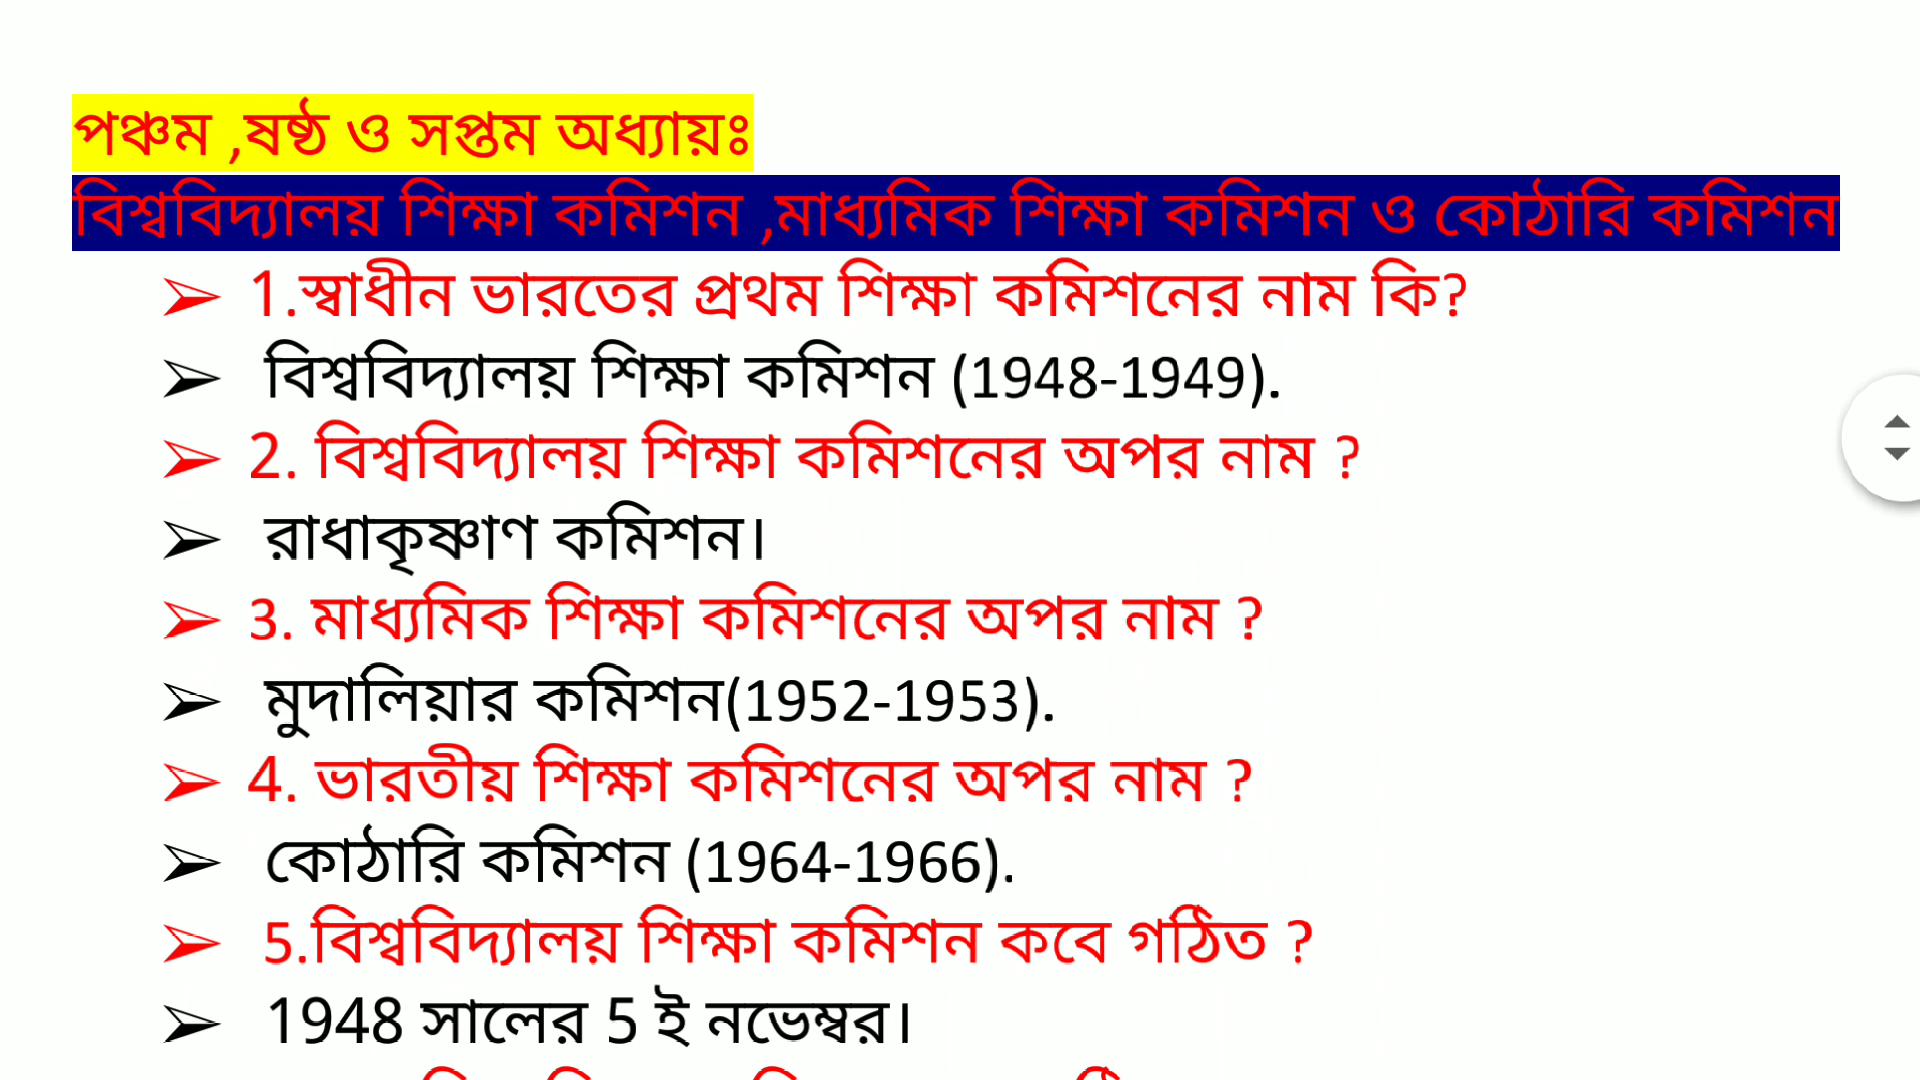 পঞ্চম ,ষষ্ঠ ও সপ্তম অধ্যায়ঃ
বিশ্ববিদ্যালয় শিক্ষা কমিশন ,মাধ্যমিক শিক্ষা কমিশন ও কোঠারি কমিশন
➢ 1.স্বাধীন ভারতের প্রথম শিক্ষা কমিশনের নাম কি?
➢ বিশ্ববিদ্যালয় শিক্ষা কমিশন (1948-1949).
➢ 2. বিশ্ববিদ্যালয় শিক্ষা কমিশনের অপর নাম ?
➢ রাধাকৃষ্ণাণ কমিশন।
➢ 3. মাধ্যমিক শিক্ষা কমিশনের অপর নাম ?
➢ মুদালিয়ার কমিশন(1952-1953).
➢ 4. ভারতীয় শিক্ষা কমিশনের অপর নাম ?
➢ কোঠারি কমিশন (1964-1966).
➢ 5.বিশ্ববিদ্যালয় শিক্ষা কমিশন কবে গঠিত ?
➢ 1948 সালের 5 ই নভেম্বর।